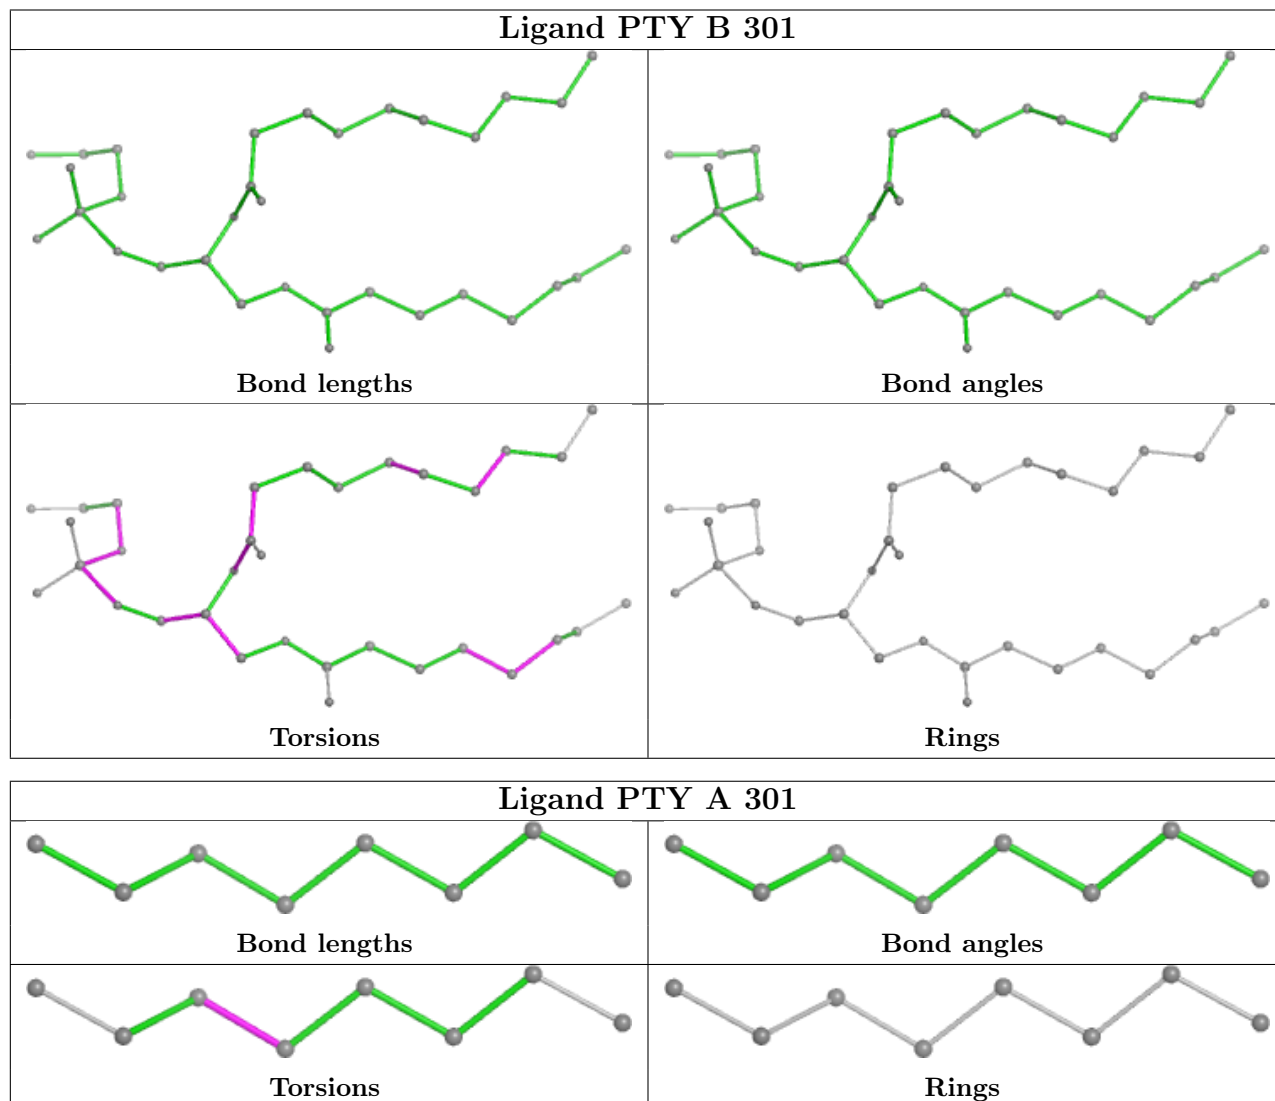 Ligand PTY B 301
Bond lengths
Bond angles
Torsions
Rings
Ligand PTY A 301
Bond lengths
Bond angles
Torsions
Rings